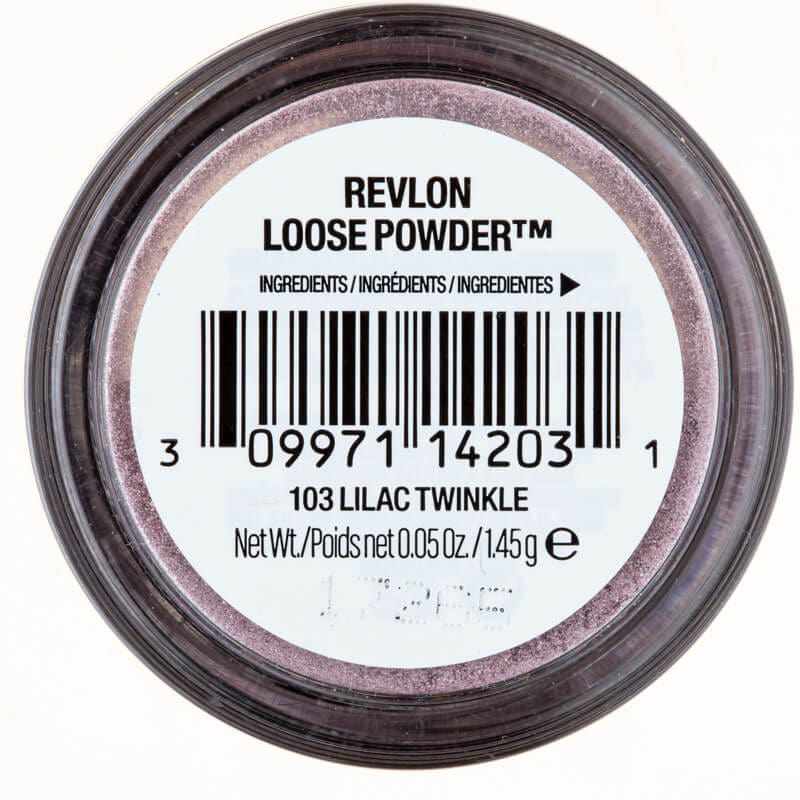 REVLON
LOOSE POWDER™
INGREDIENTS / INGRÉDIENTS / INGREDIENTES ▶
3 09971 14203 1
103 LILAC TWINKLE
Net Wt./Poids net 0.05 Oz. / 1.45 g ℮